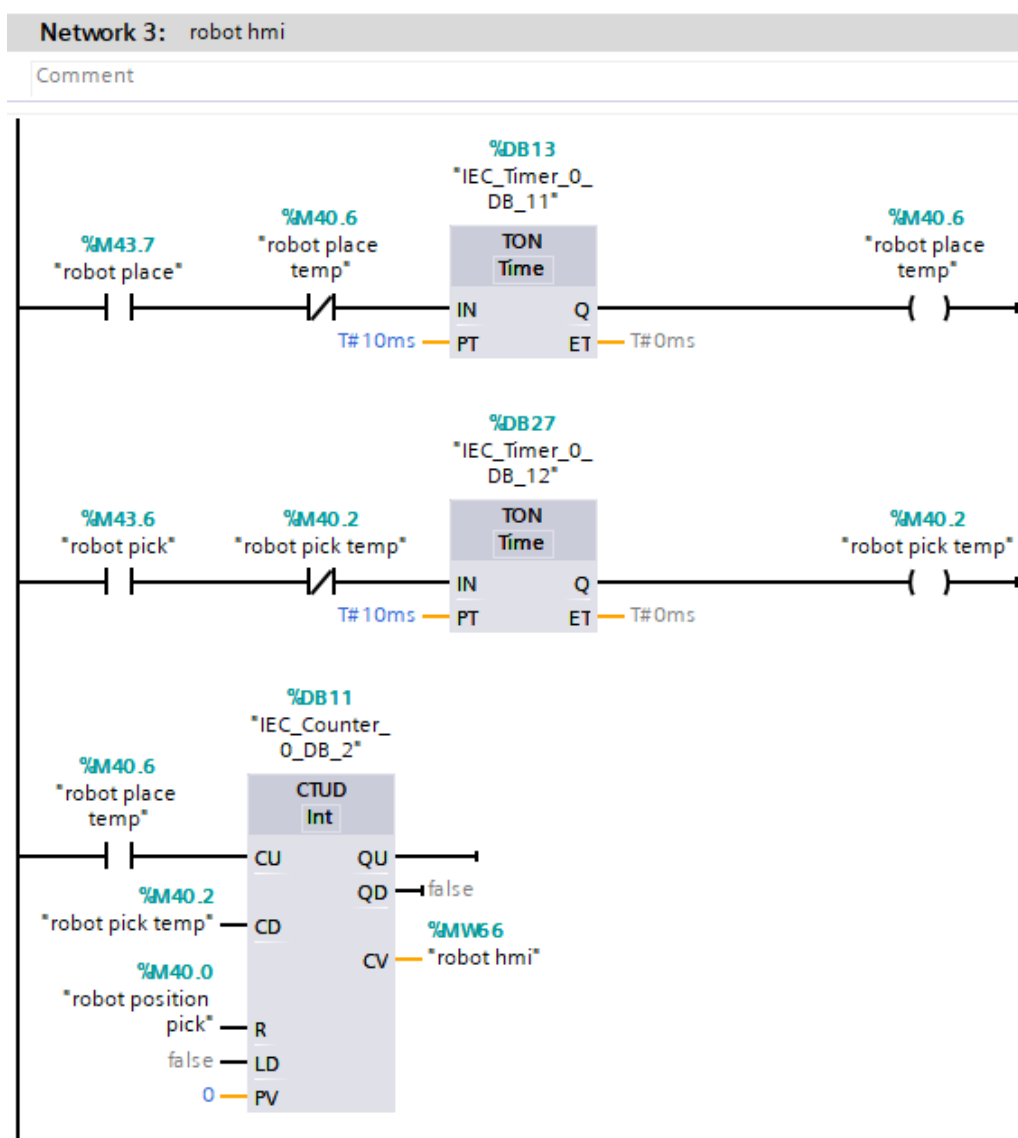 Network 3: robot hmi
Comment
%DB13
"IEC_Timer_0_
DB_11"
%M43.7
"robot place"
%M40.6
"robot place
temp"
TON
Time
%M40.6
"robot place
temp"
IN
Q
T#10ms
PT
ET
T#0ms
%DB27
"IEC_Timer_0_
DB_12"
%M43.6
"robot pick"
%M40.2
"robot pick temp"
TON
Time
%M40.2
"robot pick temp"
IN
Q
T#10ms
PT
ET
T#0ms
%DB11
"IEC_Counter_
0_DB_2"
%M40.6
"robot place
temp"
CTUD
Int
CU
QU
QD
false
%M40.2
"robot pick temp"
CD
%MW66
CV
"robot hmi"
%M40.0
"robot position
pick"
R
false
LD
0
PV